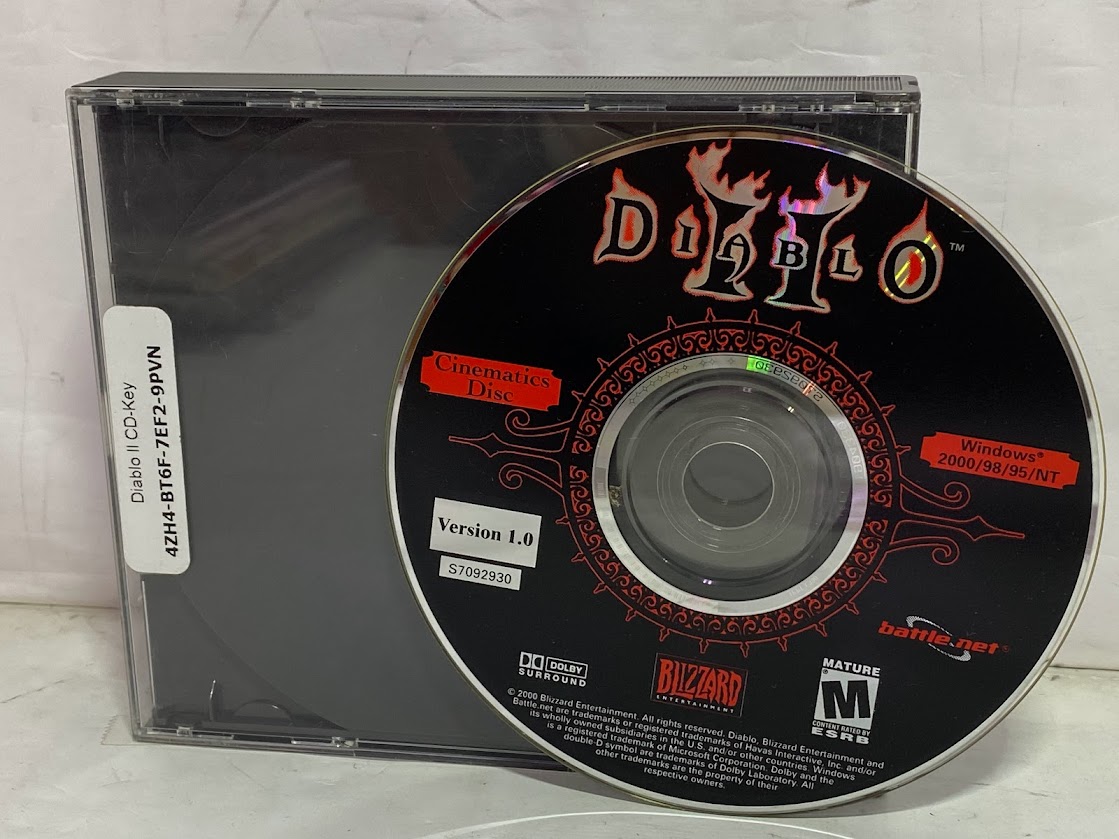 DIABLO II™
Cinematics
Disc
Windows®
2000/98/95/NT
Diablo II CD-Key
4ZH4-BT6F-7EF2-9PVN
Version 1.0
S7092930
battle.net®
DOLBY
SURROUND
BLIZZARD
ENTERTAINMENT
MATURE
M
CONTENT RATED BY
ESRB
© 2000 Blizzard Entertainment. All rights reserved. Diablo, Blizzard Entertainment and
Battle.net are trademarks or registered trademarks of Havas Interactive, Inc. and/or
its wholly owned subsidiaries in the U.S. and/or other countries. Windows
is a registered trademark of Microsoft Corporation. Dolby and the
double-D symbol are trademarks of Dolby Laboratory. All
other trademarks are the property of their
respective owners.